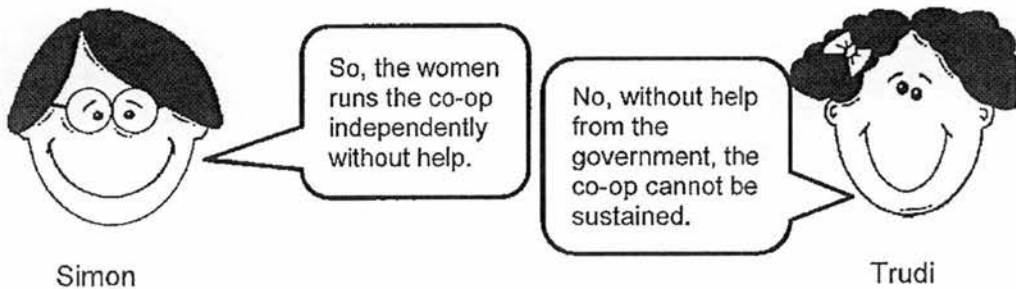 So, the women
runs the co-op
independently
without help.
No, without help
from the
government, the
co-op cannot be
sustained.
Simon
Trudi